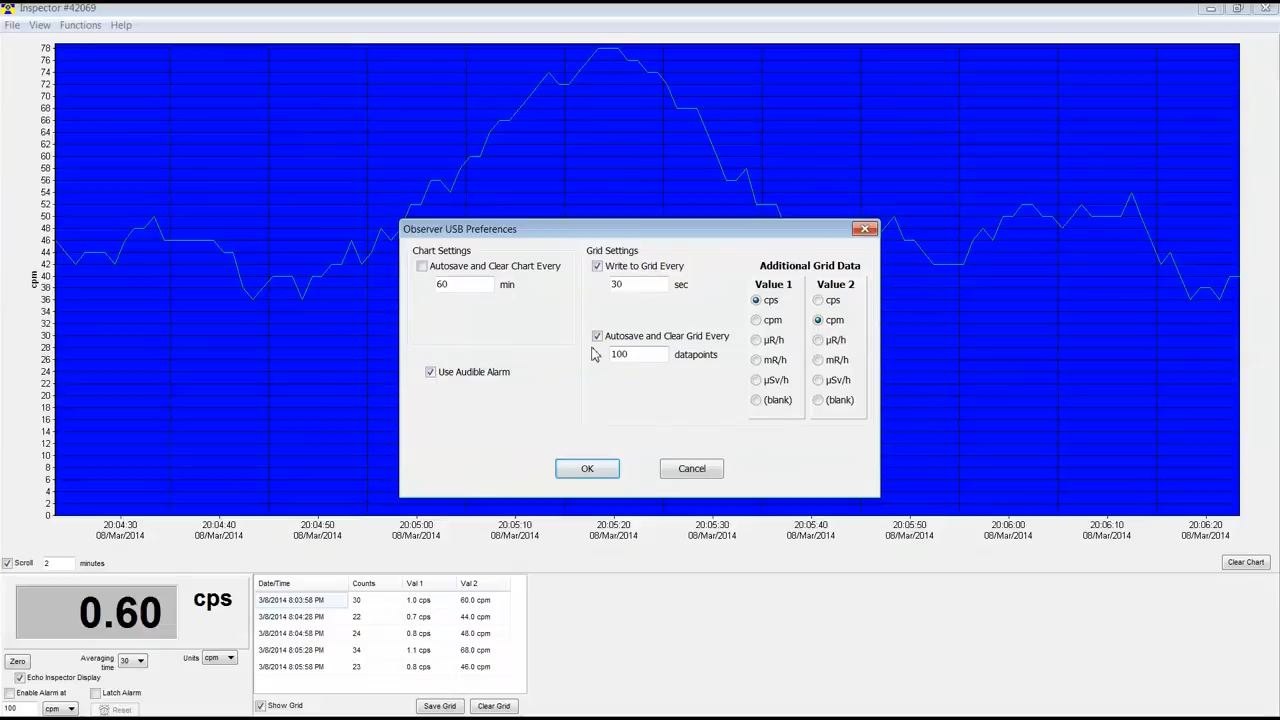 Inspector #42069
File View Functions Help
78
76
74
72
70
68
66
64
62
60
58
56
54
52
50
48
46
44
42
40
38
36
34
32
30
28
26
24
22
20
18
16
14
12
10
8
6
4
2
0
cpm
Observer USB Preferences
Chart Settings
Autosave and Clear Chart Every
60 min
Use Audible Alarm
Grid Settings
Write to Grid Every
30 sec
Autosave and Clear Grid Every
100 datapoints
Additional Grid Data
Value 1 Value 2
cps cps
cpm cpm
µR/h µR/h
mR/h mR/h
µSv/h µSv/h
(blank) (blank)
OK Cancel
20:04:30 20:04:40 20:04:50 20:05:00 20:05:10 20:05:20 20:05:30 20:05:40 20:05:50 20:06:00 20:06:10 20:06:20
08/Mar/2014 08/Mar/2014 08/Mar/2014 08/Mar/2014 08/Mar/2014 08/Mar/2014 08/Mar/2014 08/Mar/2014 08/Mar/2014 08/Mar/2014 08/Mar/2014 08/Mar/2014
Scroll 2 minutes Clear Chart
0.60 cps
Zero Averaging time 30 Units cpm
Echo Inspector Display
Enable Alarm at Latch Alarm
100 cpm Reset
Date/Time Counts Val 1 Val 2
3/8/2014 8:03:58 PM 30 1.0 cps 60.0 cpm
3/8/2014 8:04:28 PM 22 0.7 cps 44.0 cpm
3/8/2014 8:04:58 PM 24 0.8 cps 48.0 cpm
3/8/2014 8:05:28 PM 34 1.1 cps 68.0 cpm
3/8/2014 8:05:58 PM 23 0.8 cps 46.0 cpm
Show Grid Save Grid Clear Grid